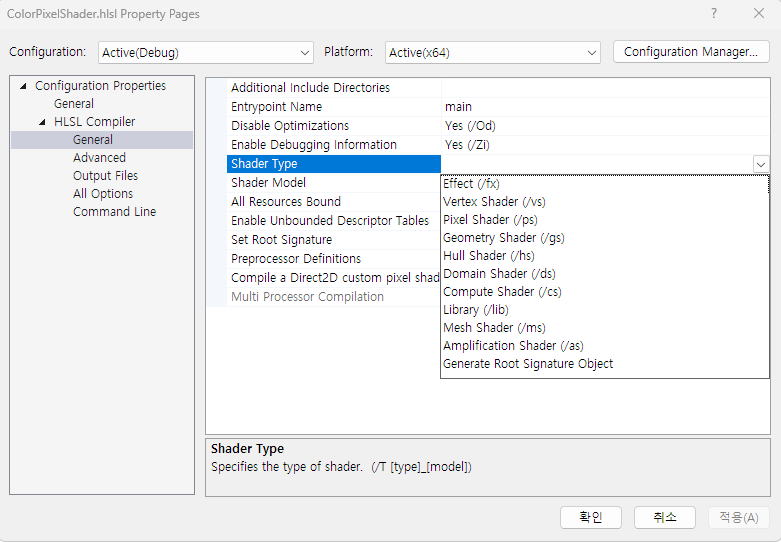 ColorPixelShader.hlsl Property Pages ? ×
Configuration: Active(Debug) Platform: Active(x64) Configuration Manager...
Configuration Properties
General
HLSL Compiler
General
Advanced
Output Files
All Options
Command Line
Additional Include Directories
Entrypoint Name main
Disable Optimizations Yes (/Od)
Enable Debugging Information Yes (/Zi)
Shader Type
Shader Model
All Resources Bound
Enable Unbounded Descriptor Tables
Set Root Signature
Preprocessor Definitions
Compile a Direct2D custom pixel shad
Multi Processor Compilation
Effect (/fx)
Vertex Shader (/vs)
Pixel Shader (/ps)
Geometry Shader (/gs)
Hull Shader (/hs)
Domain Shader (/ds)
Compute Shader (/cs)
Library (/lib)
Mesh Shader (/ms)
Amplification Shader (/as)
Generate Root Signature Object
Shader Type
Specifies the type of shader. (/T [type]_[model])
확인 취소 적용(A)